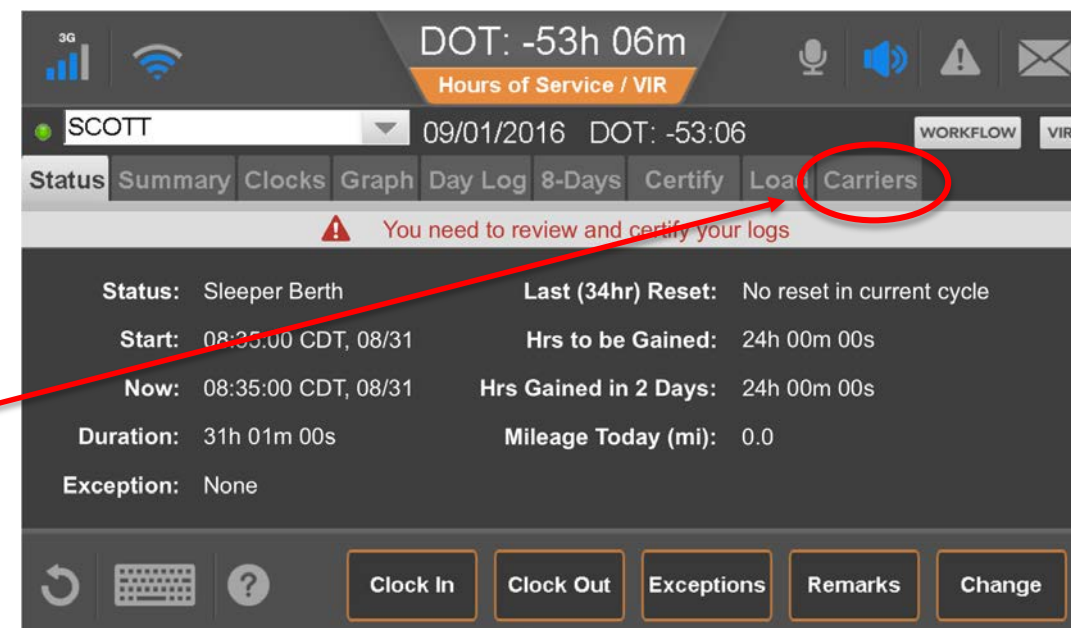 3G
DOT: -53h 06m
Hours of Service / VIR
SCOTT 09/01/2016 DOT: -53:06 WORKFLOW VIR
Status Summary Clocks Graph Day Log 8-Days Certify Load Carriers
You need to review and certify your logs
Status: Sleeper Berth Last (34hr) Reset: No reset in current cycle
Start: 08:35:00 CDT, 08/31 Hrs to be Gained: 24h 00m 00s
Now: 08:35:00 CDT, 08/31 Hrs Gained in 2 Days: 24h 00m 00s
Duration: 31h 01m 00s Mileage Today (mi): 0.0
Exception: None
Clock In Clock Out Exceptions Remarks Change